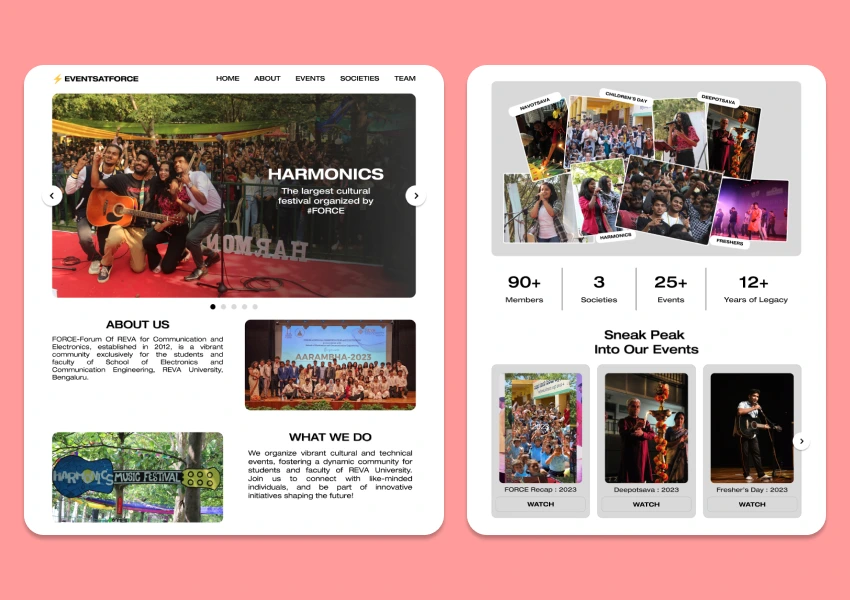 ⚡EVENTSATFORCE
HOME ABOUT EVENTS SOCIETIES TEAM
HARMONICS
The largest cultural
festival organized by
#FORCE
HARMON
ABOUT US
FORCE-Forum Of REVA for Communication and
Electronics, established in 2012, is a vibrant
community exclusively for the students and
faculty of School of Electronics and
Communication Engineering, REVA University,
Bengaluru.
AARAMBHA-2023
HARMONICS MUSIC FESTIVAL
WHAT WE DO
We organize vibrant cultural and technical
events, fostering a dynamic community for
students and faculty of REVA University.
Join us to connect with like-minded
individuals, and be part of innovative
initiatives shaping the future!
NAVOTSAVA
CHILDREN'S DAY
DEEPOTSAVA
HARMONICS
FRESHERS
90+
Members
3
Societies
25+
Events
12+
Years of Legacy
Sneak Peak
Into Our Events
2023
FORCE Recap : 2023
WATCH
Deepotsava : 2023
WATCH
Fresher's Day : 2023
WATCH